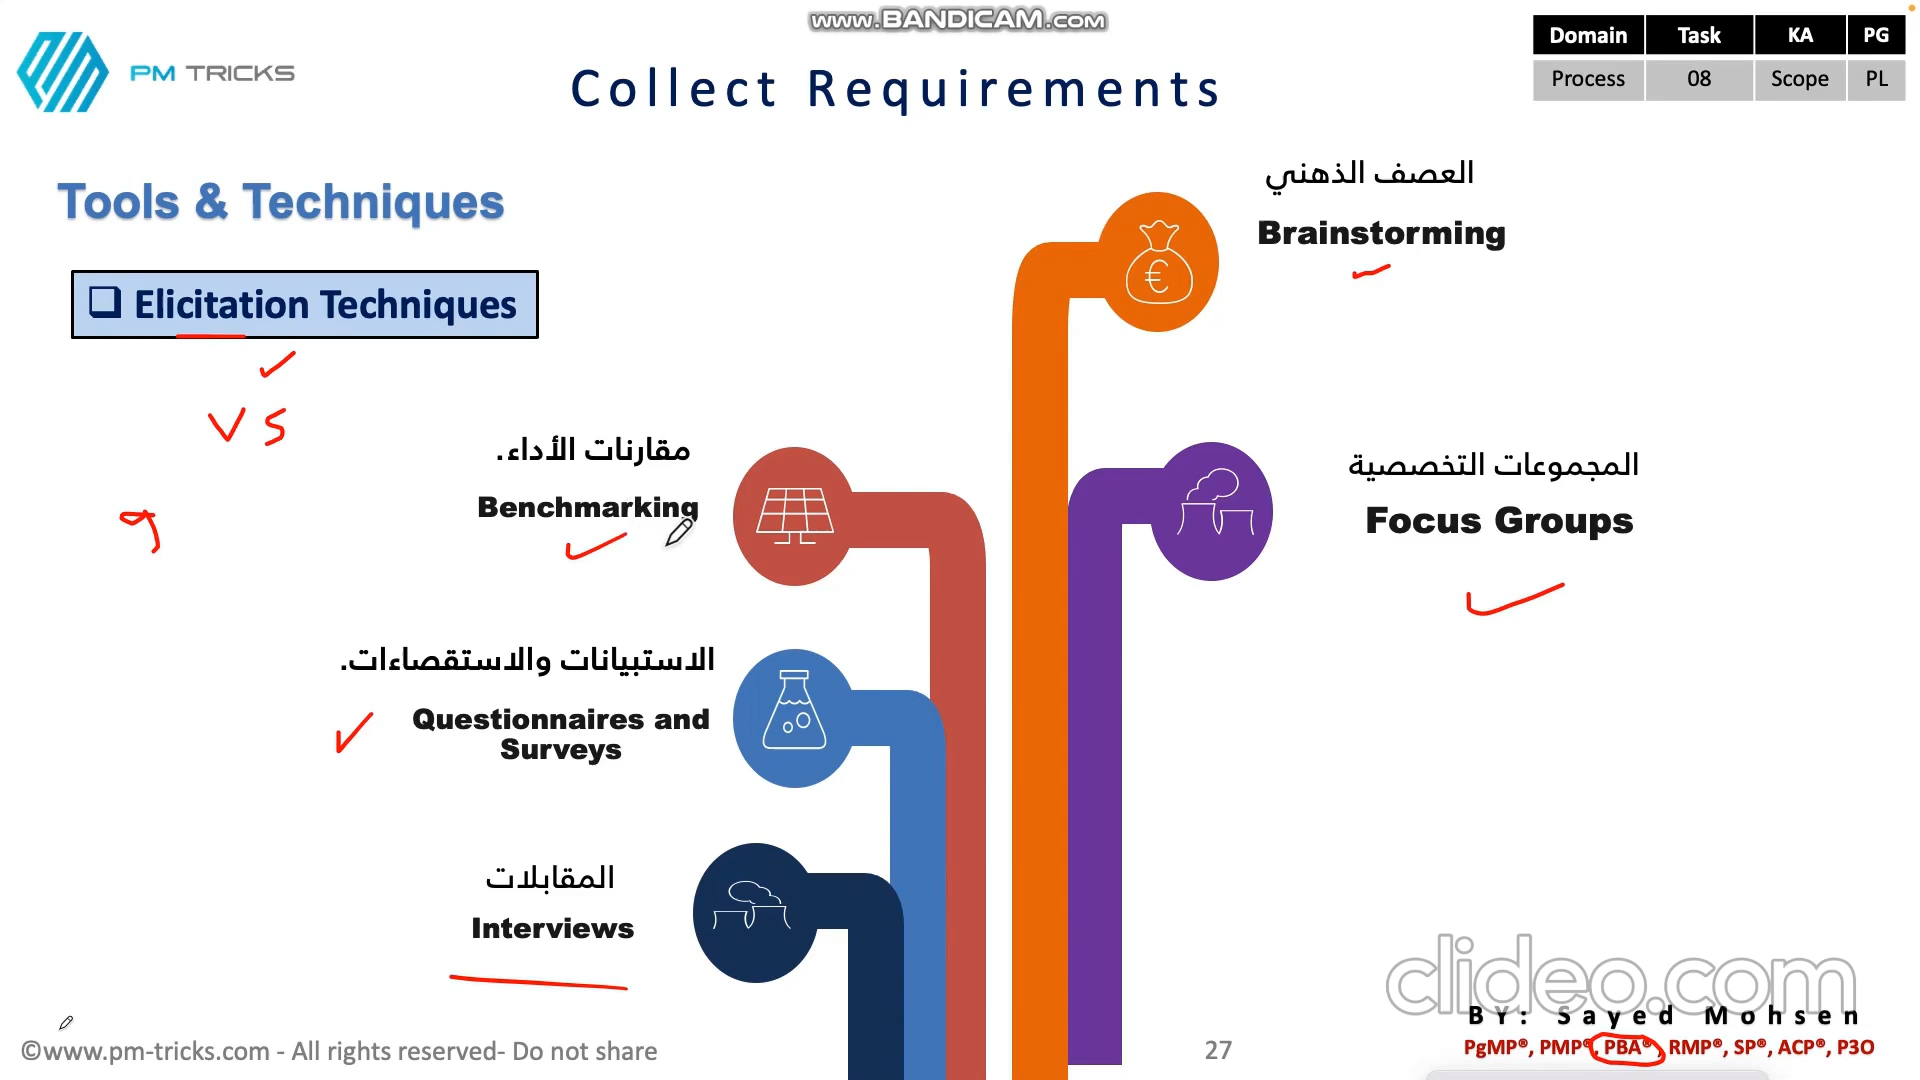 www.BANDICAM.com
PM TRICKS
Collect Requirements
Domain Task KA PG
Process 08 Scope PL
Tools & Techniques
❑ Elicitation Techniques
VS
العصف الذهني
Brainstorming
مقارنات الأداء.
Benchmarking
المجموعات التخصصية
Focus Groups
الاستبيانات والاستقصاءات.
Questionnaires and
Surveys
المقابلات
Interviews
clideo.com
BY: Sayed Mohsen
PgMP®, PMP®, PBA®, RMP®, SP®, ACP®, P3O
©www.pm-tricks.com - All rights reserved- Do not share
27